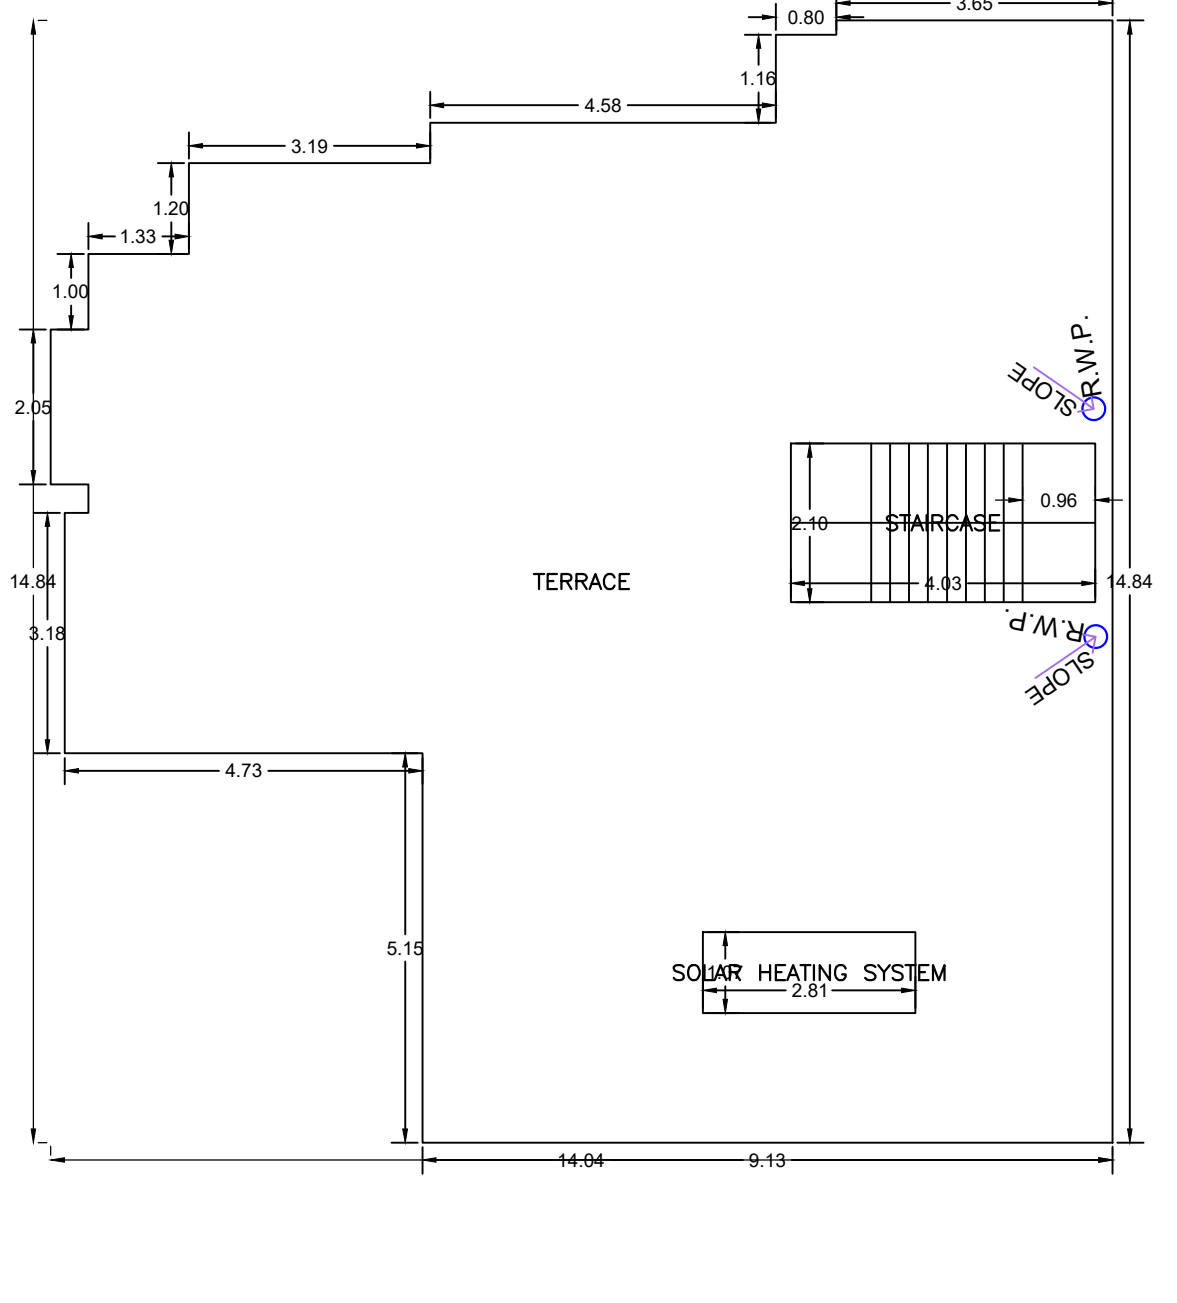 3.65
0.80
1.16
4.58
3.19
1.20
1.33
1.00
R.W.P.
SLOPE
2.05
0.96
2.10
STAIRCASE
TERRACE
4.03
14.84
14.84
R.W.P.
3.18
SLOPE
4.73
5.15
SOLAR HEATING SYSTEM
2.81
14.04
9.13